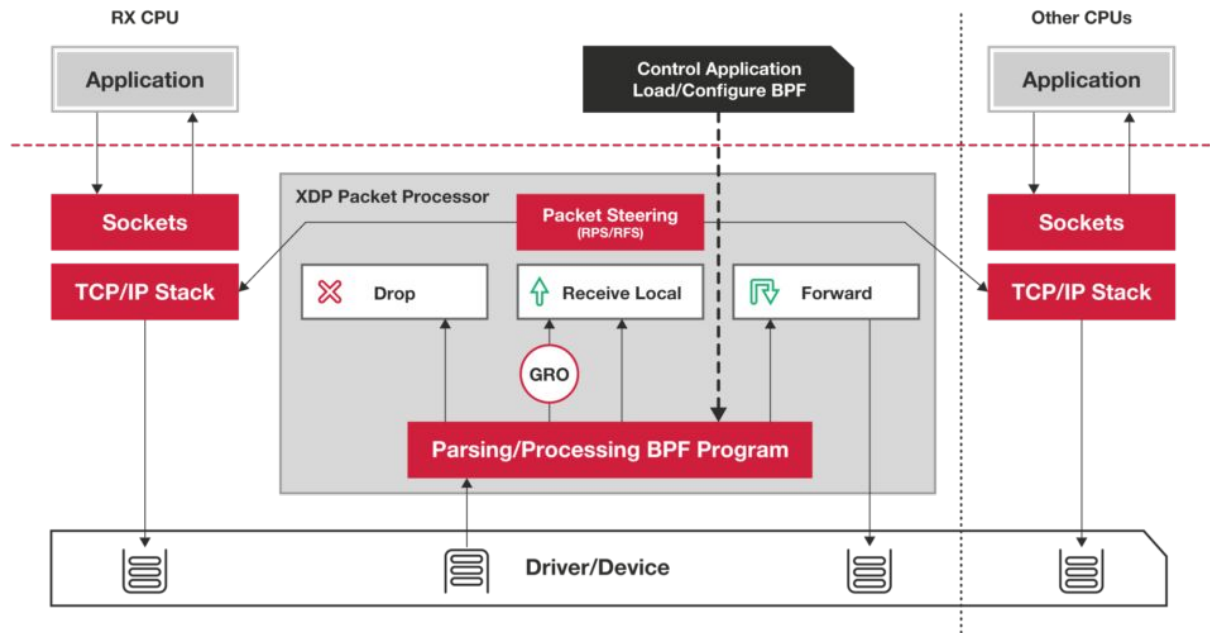 RX CPU
Other CPUs
Application
Control Application
Load/Configure BPF
Application
XDP Packet Processor
Sockets
Packet Steering
(RPS/RFS)
Sockets
TCP/IP Stack
Drop
Receive Local
Forward
TCP/IP Stack
GRO
Parsing/Processing BPF Program
Driver/Device